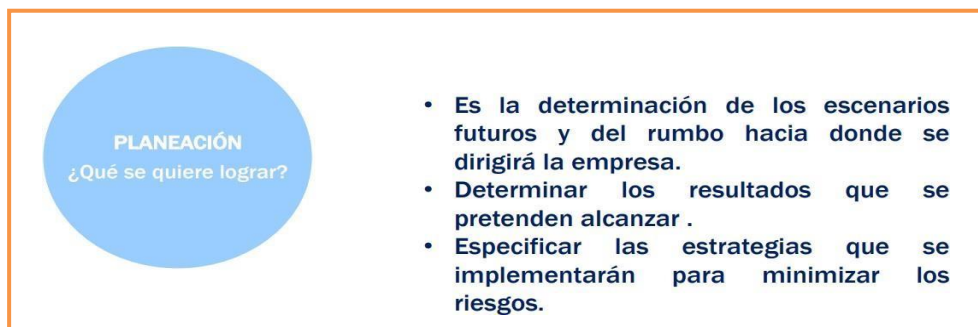 PLANEACIÓN
¿Qué se quiere lograr?
• Es la determinación de los escenarios
futuros y del rumbo hacia donde se
dirigirá la empresa.
• Determinar los resultados que se
pretenden alcanzar .
• Especificar las estrategias que se
implementarán para minimizar los
riesgos.